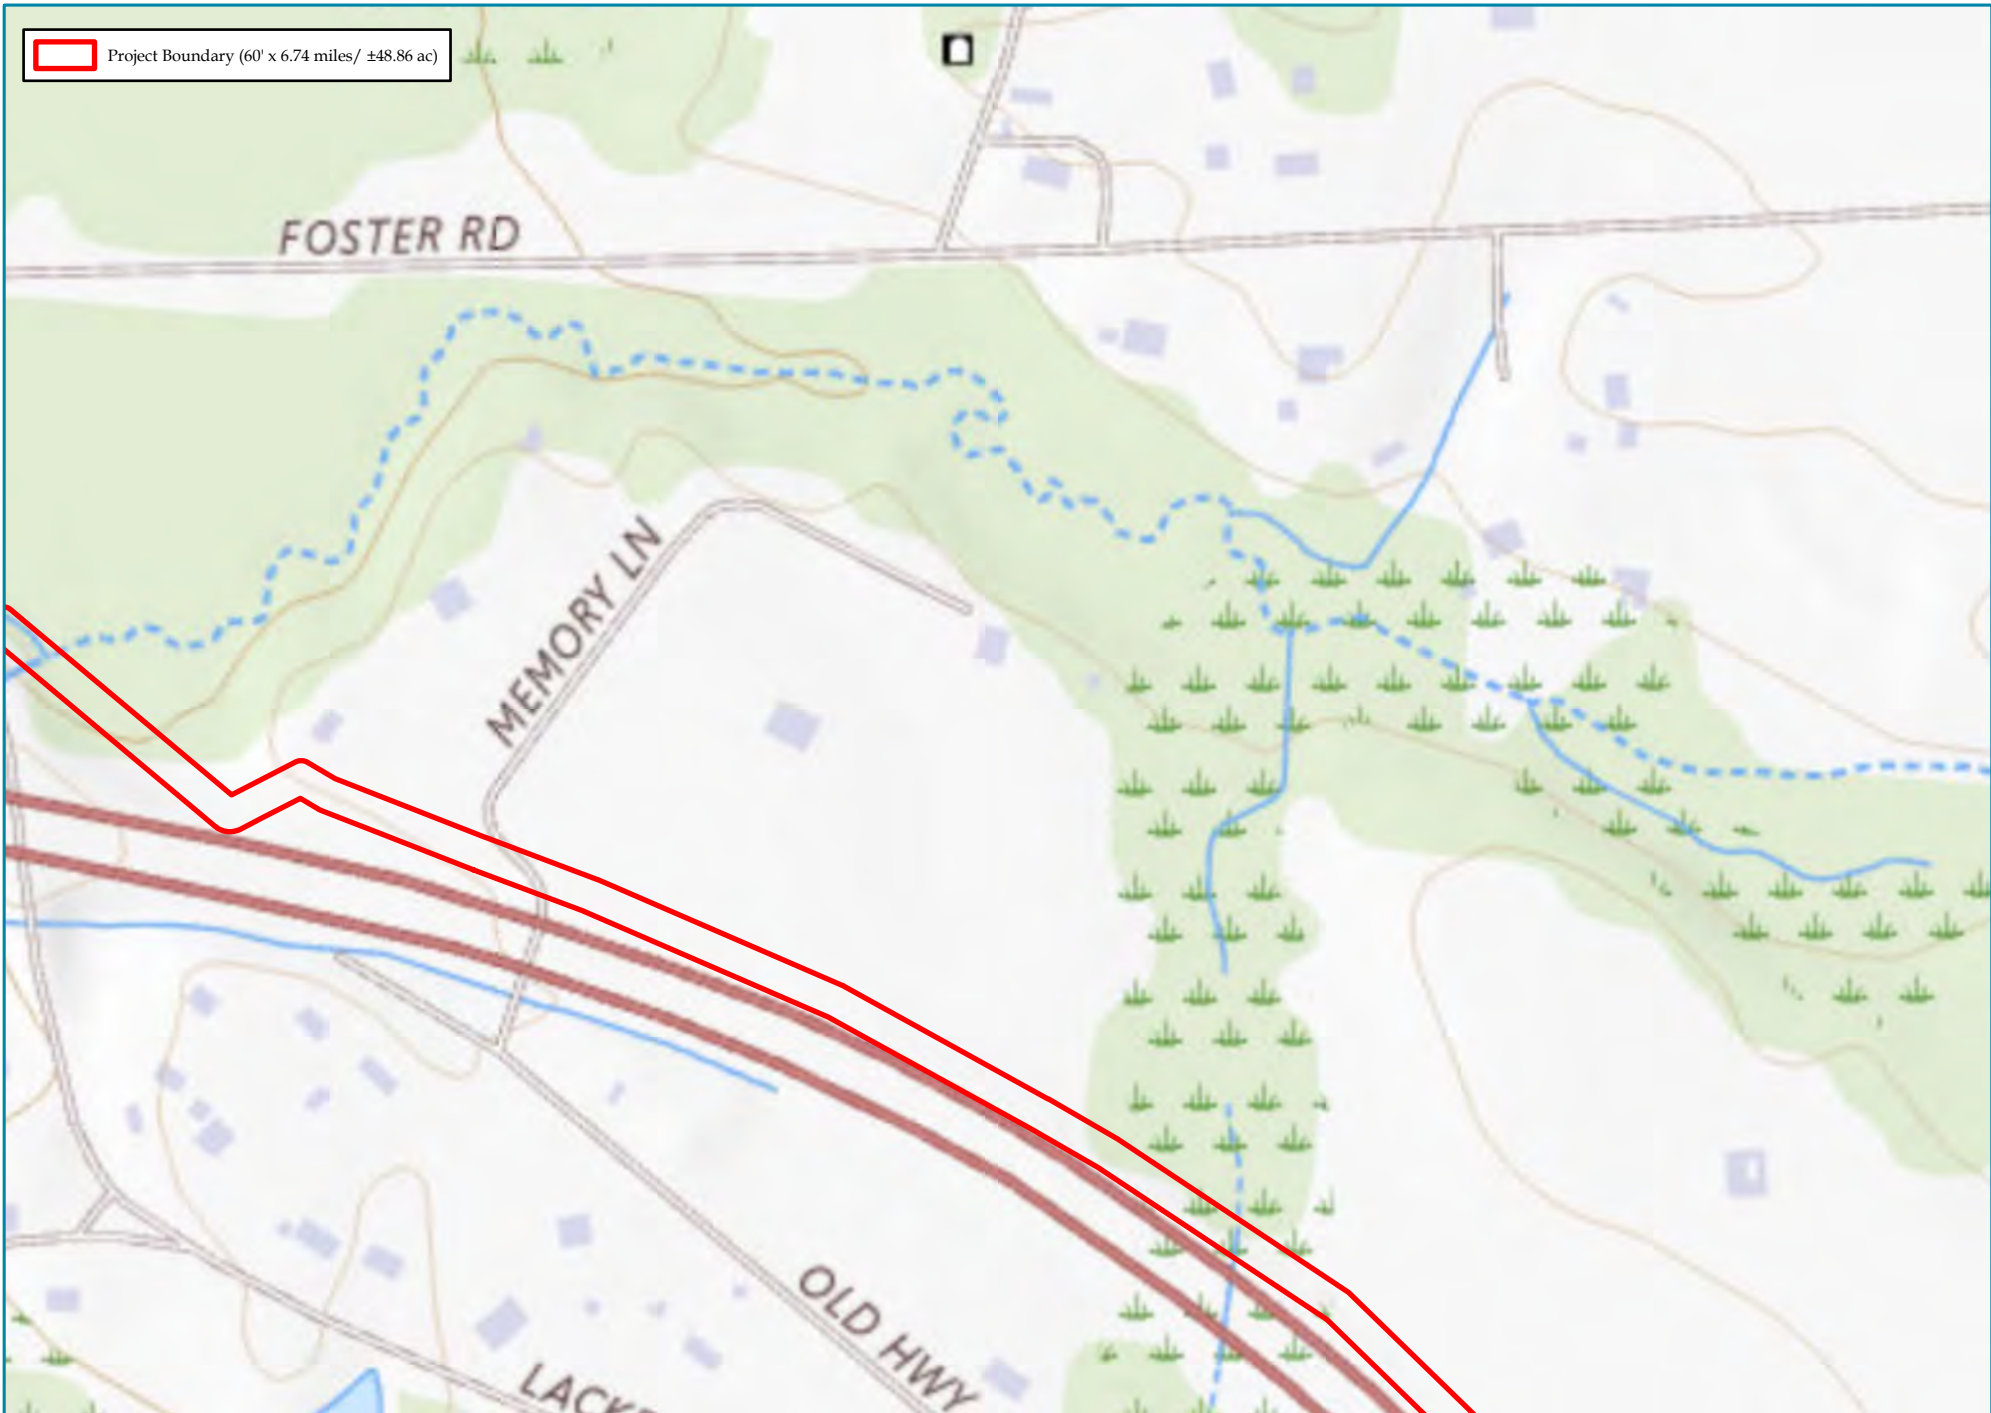 Project Boundary (60' x 6.74 miles/ ±48.86 ac)
FOSTER RD
MEMORY LN
OLD HWY